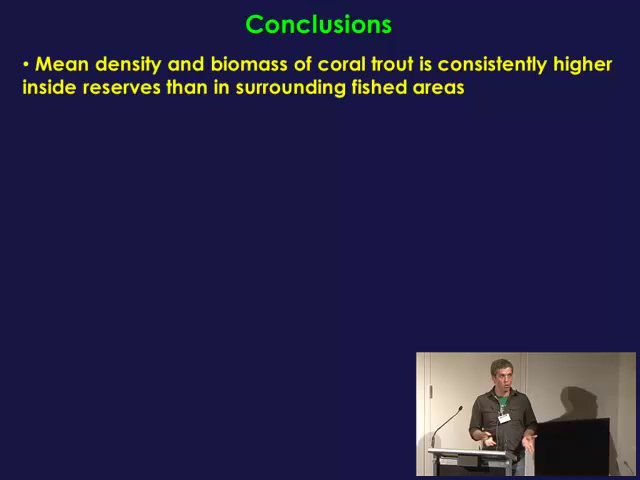 Conclusions
• Mean density and biomass of coral trout is consistently higher
inside reserves than in surrounding fished areas